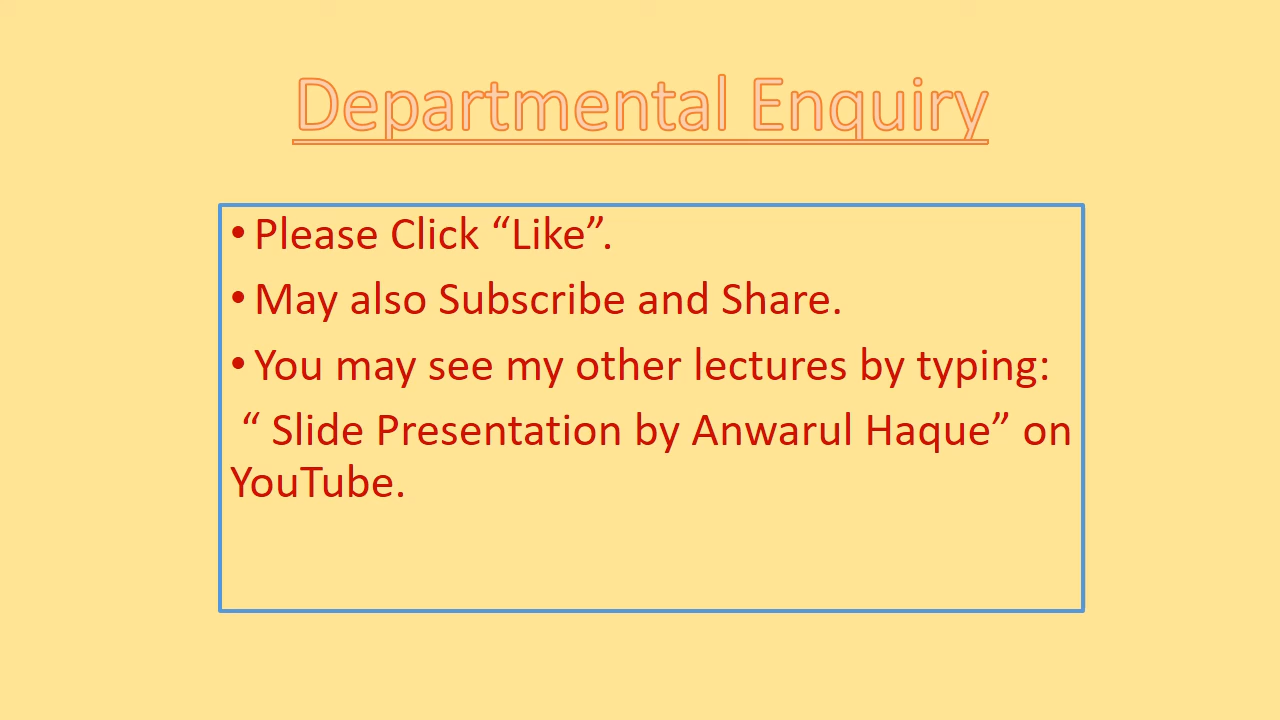 Departmental Enquiry
• Please Click “Like”.
• May also Subscribe and Share.
• You may see my other lectures by typing:
“ Slide Presentation by Anwarul Haque” on
YouTube.